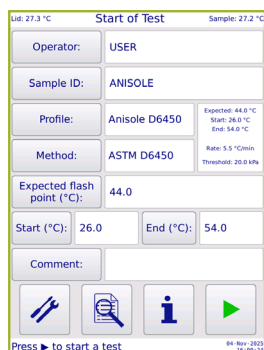 Lid: 27.3 °C Start of Test Sample: 27.2 °C
Operator: USER
Sample ID: ANISOLE
Profile: Anisole D6450
Expected: 44.0 °C
Start: 26.0 °C
End: 54.0 °C
Method: ASTM D6450
Rate: 5.5 °C/min
Threshold: 20.0 kPa
Expected flash
point (°C): 44.0
Start (°C): 26.0 End (°C): 54.0
Comment:
Press ▶ to start a test
04-Nov-2025